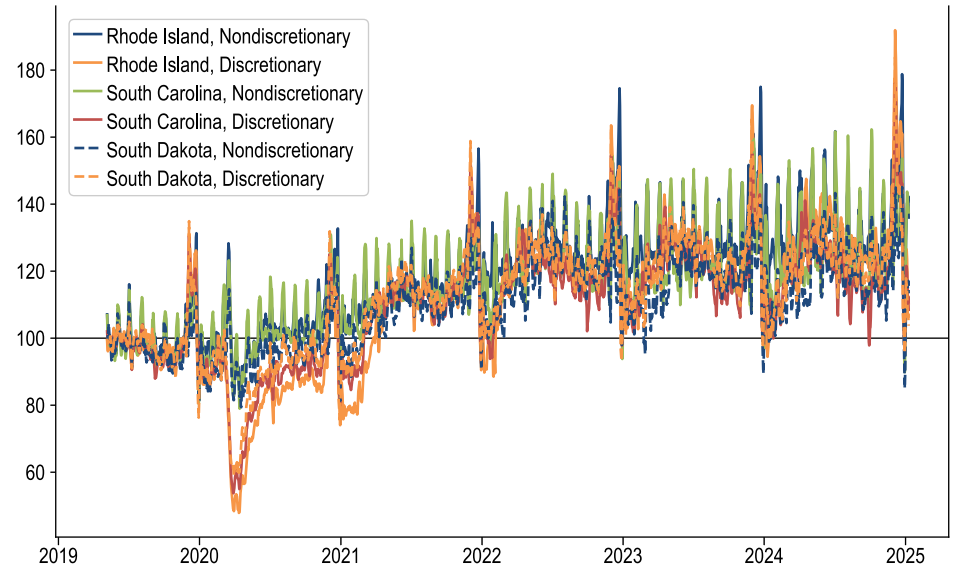 Rhode Island, Nondiscretionary
Rhode Island, Discretionary
South Carolina, Nondiscretionary
South Carolina, Discretionary
South Dakota, Nondiscretionary
South Dakota, Discretionary
180
160
140
120
100
80
60
2019 2020 2021 2022 2023 2024 2025